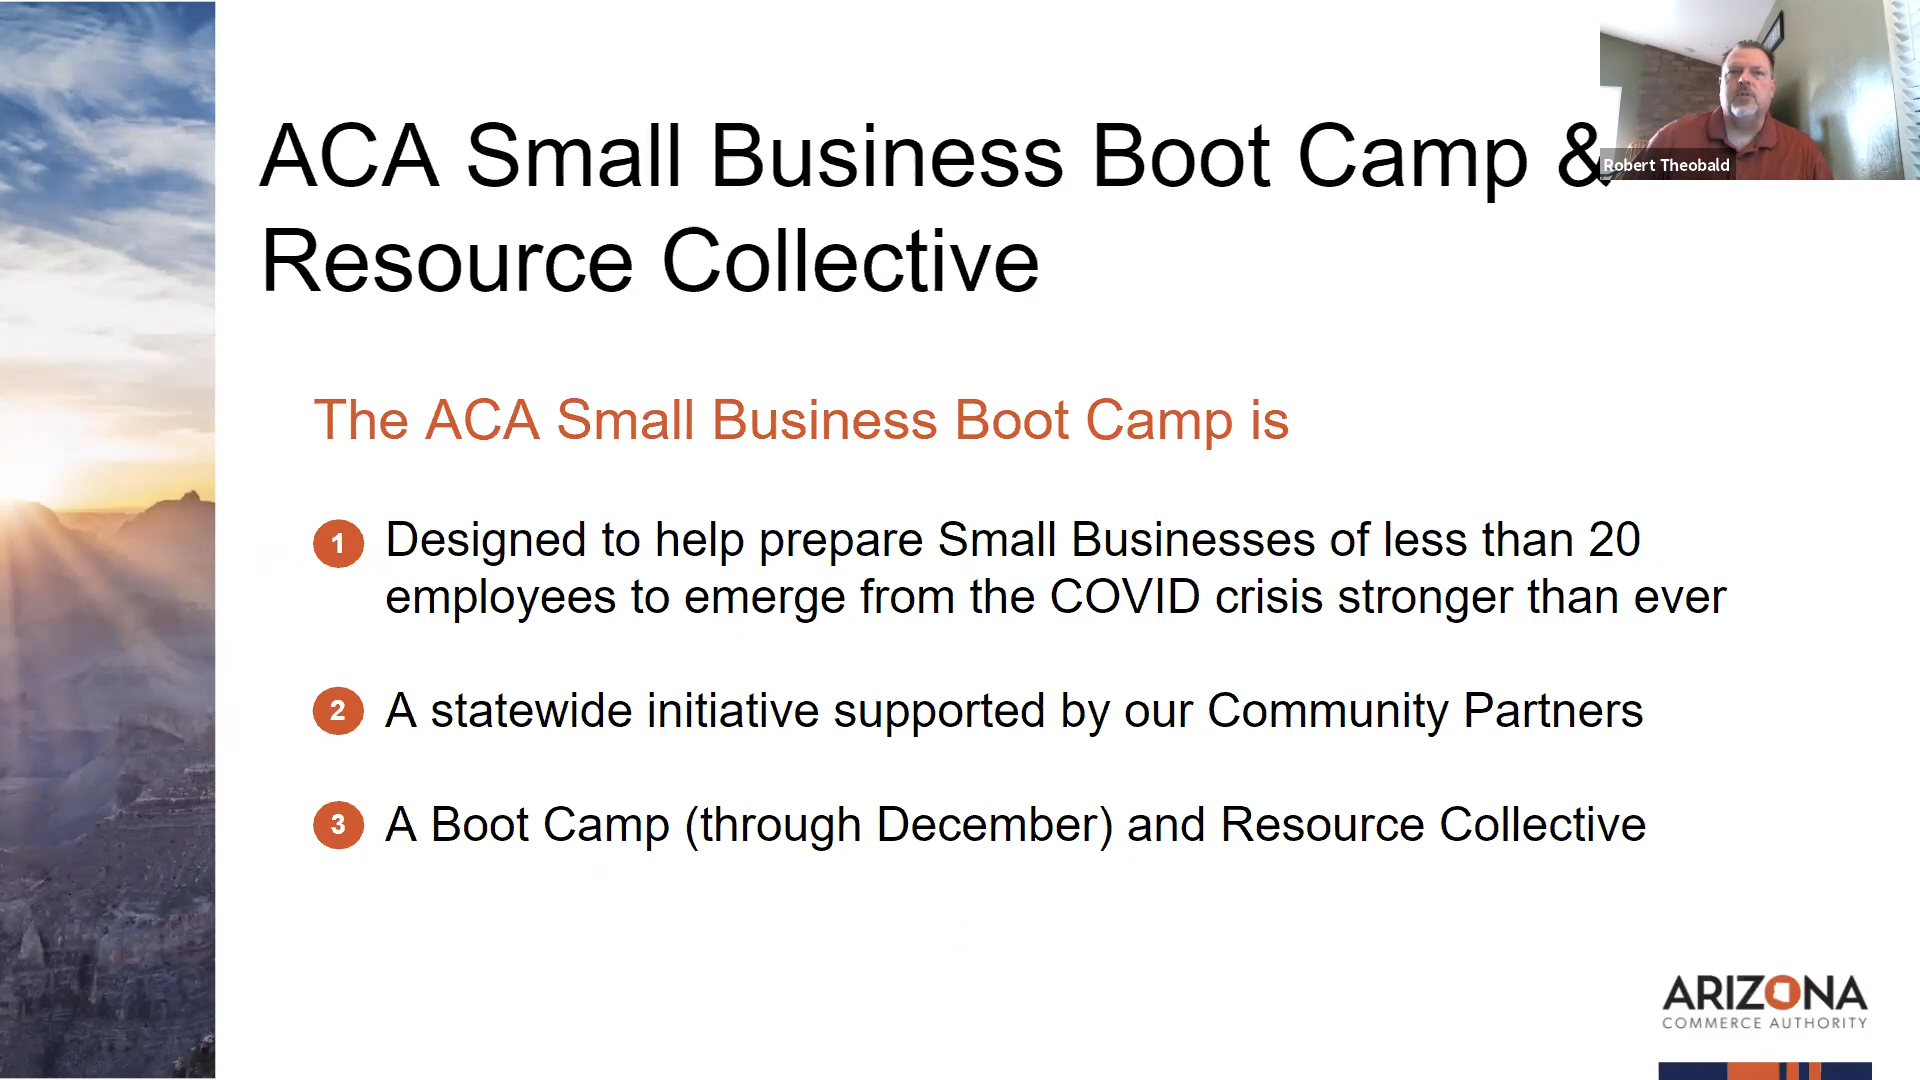 ACA Small Business Boot Camp &
Resource Collective
Robert Theobald
The ACA Small Business Boot Camp is
1 Designed to help prepare Small Businesses of less than 20
employees to emerge from the COVID crisis stronger than ever
2 A statewide initiative supported by our Community Partners
3 A Boot Camp (through December) and Resource Collective
ARIZONA
COMMERCE AUTHORITY